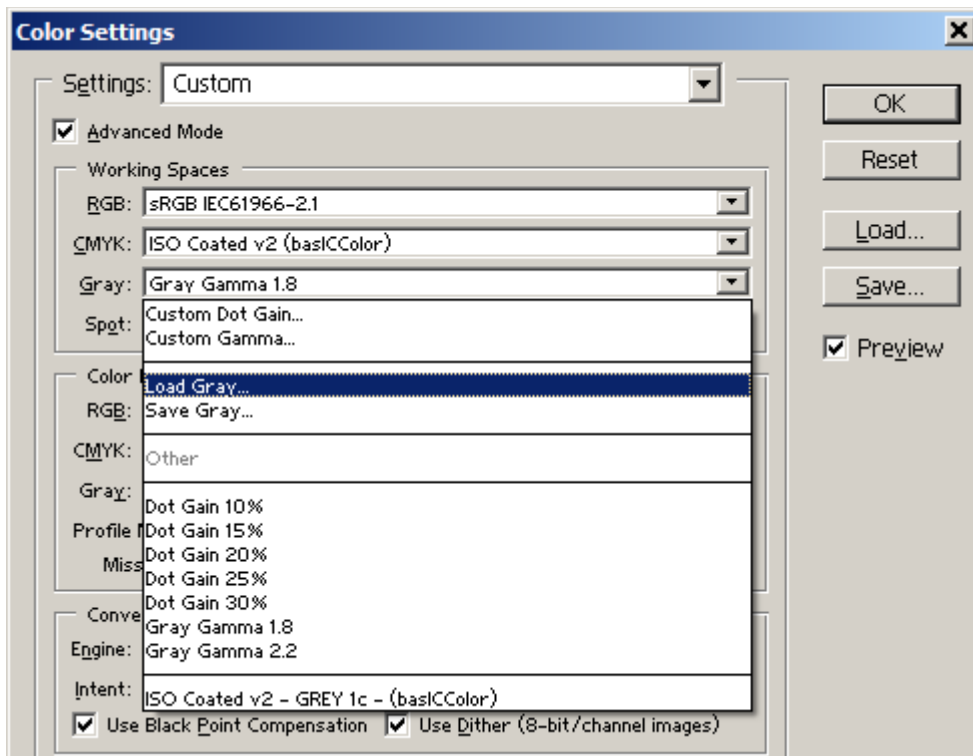 Color Settings
Settings: Custom
OK
Advanced Mode
Reset
Working Spaces
RGB: sRGB IEC61966-2.1
CMYK: ISO Coated v2 (basICColor)
Load...
Gray: Gray Gamma 1.8
Save...
Spot:
Custom Dot Gain...
Custom Gamma...
Preview
Color
Load Gray...
RGB: Save Gray...
CMYK: Other
Gray:
Dot Gain 10%
Profile
Dot Gain 15%
Dot Gain 20%
Miss
Dot Gain 25%
Dot Gain 30%
Conve
Gray Gamma 1.8
Engine: Gray Gamma 2.2
Intent: ISO Coated v2 - GREY 1c - (basICColor)
Use Black Point Compensation Use Dither (8-bit/channel images)